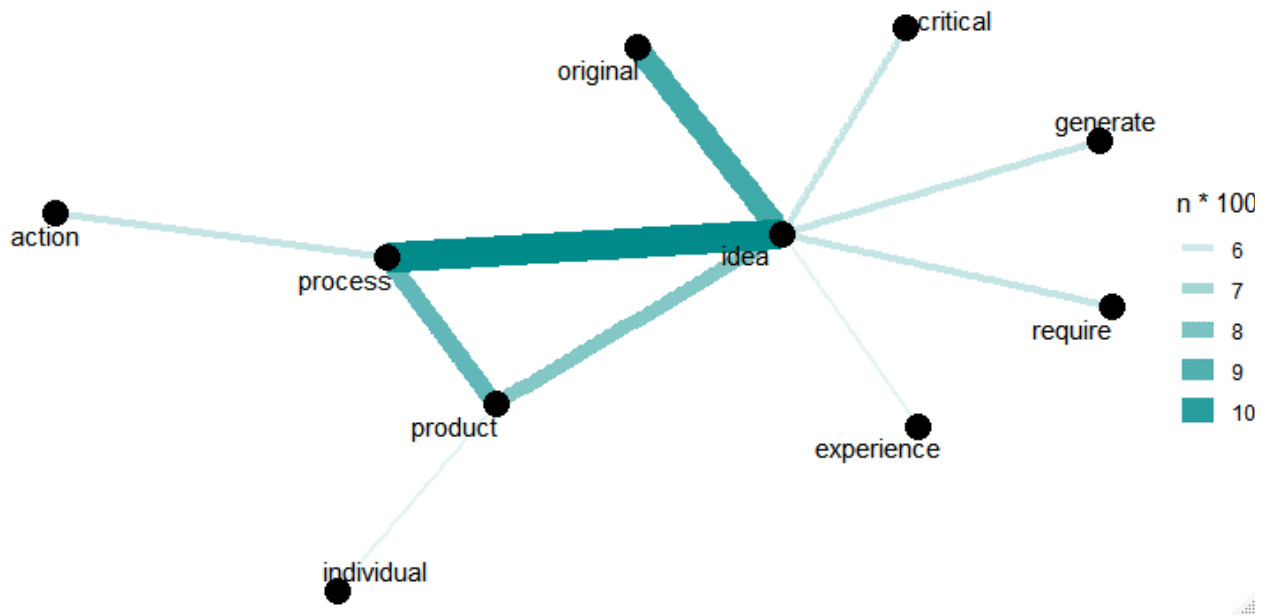 critical
original
generate
n * 100
action
idea
process
6
7
8
9
10
require
product
experience
individual